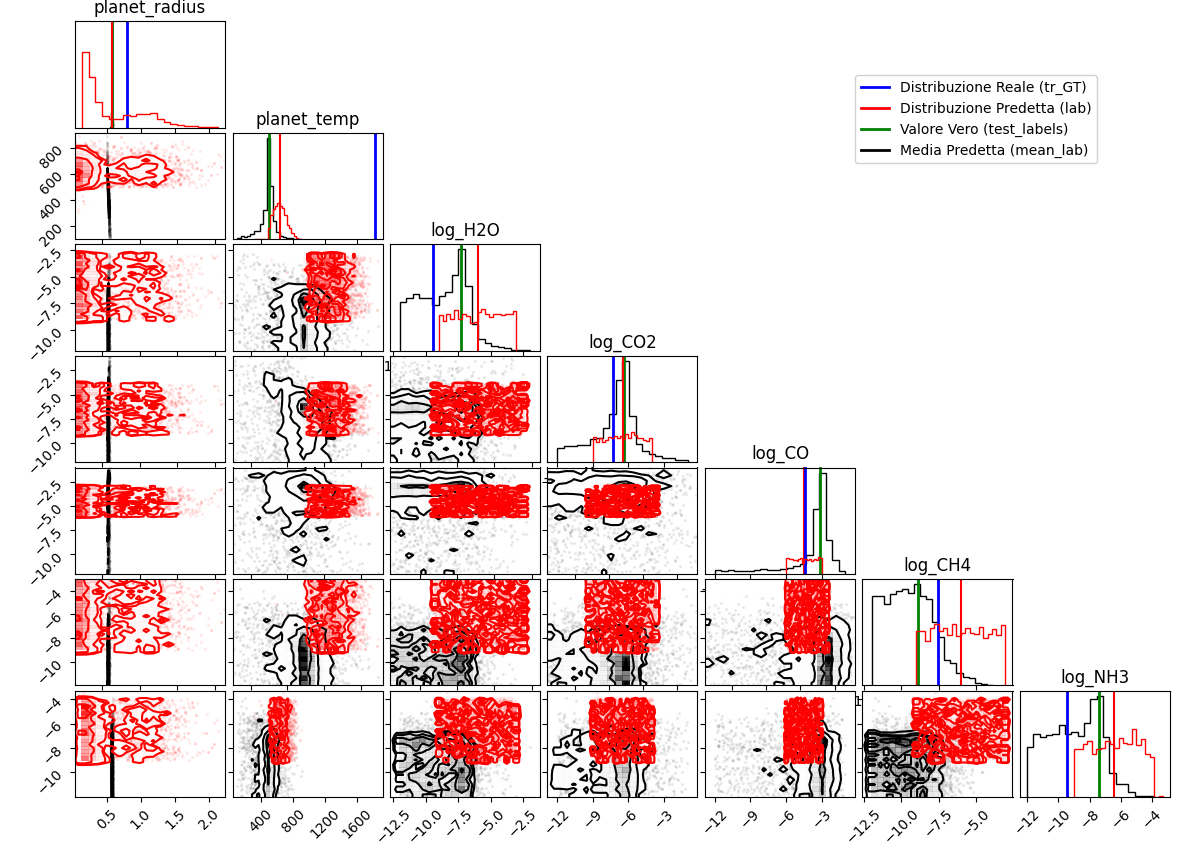 planet_radius
Distribuzione Reale (tr_GT)
Distribuzione Predetta (lab)
Valore Vero (test_labels)
Media Predetta (mean_lab)
planet_temp
800
600
400
200
log_H2O
−2.5
−5.0
−7.5
−10.0
log_CO2
−2.5
−5.0
−7.5
−10.0
log_CO
−2.5
−5.0
−7.5
−10.0
log_CH4
−4
−6
−8
−10
log_NH3
−4
−6
−8
−10
0.5 1.0 1.5 2.0 400 800 1200 1600 −12.5 −10.0 −7.5 −5.0 −2.5 −12 −9 −6 −3 −12 −9 −6 −3 −12.5 −10.0 −7.5 −5.0 −12 −10 −8 −6 −4